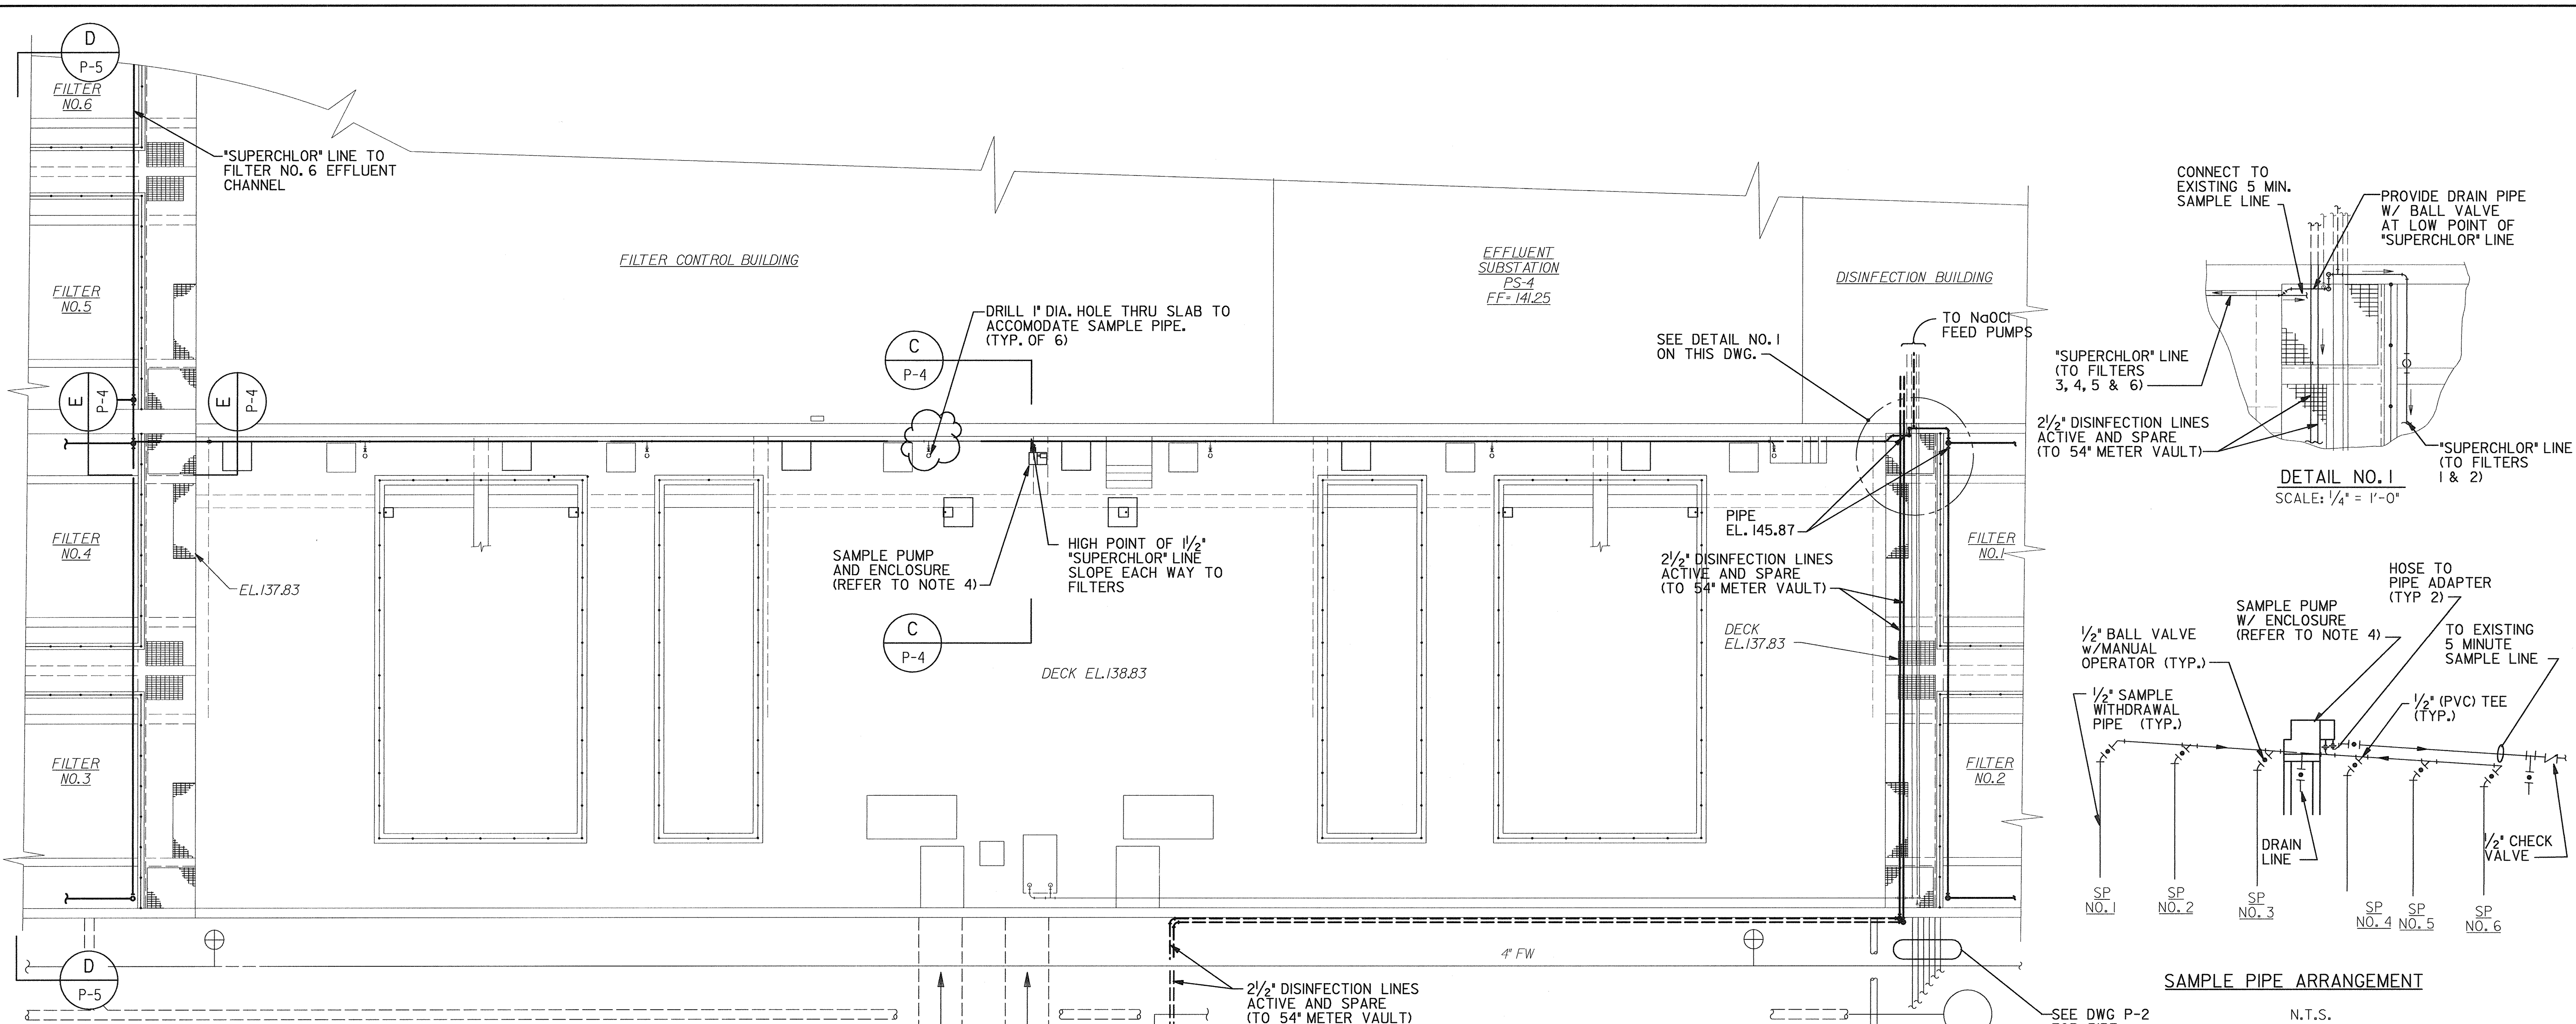 D
P-5
FILTER
NO.6
"SUPERCHLOR" LINE TO
FILTER NO. 6 EFFLUENT
CHANNEL
FILTER
NO.5
FILTER CONTROL BUILDING
EFFLUENT
SUBSTATION
PS-4
FF= 141.25
DISINFECTION BUILDING
DRILL 1" DIA. HOLE THRU SLAB TO
ACCOMODATE SAMPLE PIPE.
(TYP. OF 6)
C
P-4
SEE DETAIL NO.1
ON THIS DWG.
TO NaOCl
FEED PUMPS
E
P-4
E
P-4
FILTER
NO.4
EL.137.83
SAMPLE PUMP
AND ENCLOSURE
(REFER TO NOTE 4)
HIGH POINT OF 1½"
"SUPERCHLOR" LINE
SLOPE EACH WAY TO
FILTERS
PIPE
EL.145.87
2½" DISINFECTION LINES
ACTIVE AND SPARE
(TO 54" METER VAULT)
FILTER
NO.1
C
P-4
DECK EL.138.83
DECK
EL.137.83
FILTER
NO.3
FILTER
NO.2
D
P-5
4" FW
2½" DISINFECTION LINES
ACTIVE AND SPARE
(TO 54" METER VAULT)
SEE DWG P-2
CONNECT TO
EXISTING 5 MIN.
SAMPLE LINE
PROVIDE DRAIN PIPE
W/ BALL VALVE
AT LOW POINT OF
"SUPERCHLOR" LINE
"SUPERCHLOR" LINE
(TO FILTERS
3, 4, 5 & 6)
2½" DISINFECTION LINES
ACTIVE AND SPARE
(TO 54" METER VAULT)
"SUPERCHLOR" LINE
(TO FILTERS
1 & 2)
DETAIL NO. 1
SCALE: ¼" = 1'-0"
HOSE TO
PIPE ADAPTER
(TYP 2)
SAMPLE PUMP
W/ ENCLOSURE
(REFER TO NOTE 4)
TO EXISTING
5 MINUTE
SAMPLE LINE
½" BALL VALVE
w/MANUAL
OPERATOR (TYP.)
½" SAMPLE
WITHDRAWAL
PIPE (TYP.)
½" (PVC) TEE
(TYP.)
DRAIN
LINE
½" CHECK
VALVE
SP
NO.1
SP
NO.2
SP
NO.3
SP
NO. 4
SP
NO.5
SP
NO.6
SAMPLE PIPE ARRANGEMENT
N.T.S.